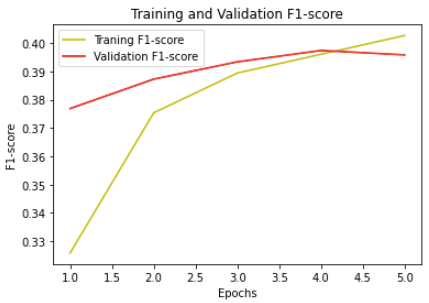 Training and Validation F1-score
Traning F1-score
Validation F1-score
F1-score
0.40
0.39
0.38
0.37
0.36
0.35
0.34
0.33
1.0 1.5 2.0 2.5 3.0 3.5 4.0 4.5 5.0
Epochs